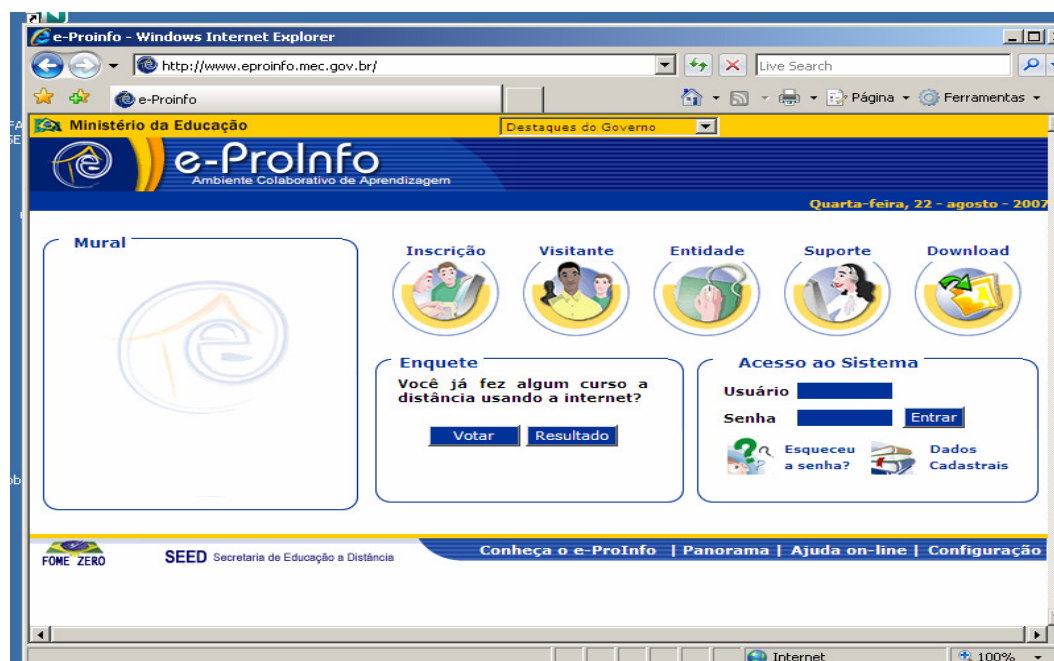 e-Proinfo - Windows Internet Explorer
http://www.eproinfo.mec.gov.br/
Live Search
e-Proinfo
Página
Ferramentas
Ministério da Educação
Destaques do Governo
e-ProInfo
Ambiente Colaborativo de Aprendizagem
Quarta-feira, 22 - agosto - 2007
Mural
Inscrição
Visitante
Entidade
Suporte
Download
Enquete
Você já fez algum curso a
distância usando a internet?
Votar
Resultado
Acesso ao Sistema
Usuário
Senha
Entrar
Esqueceu
a senha?
Dados
Cadastrais
FOME ZERO
SEED Secretaria de Educação a Distância
Conheça o e-ProInfo | Panorama | Ajuda on-line | Configuração
Internet
100%